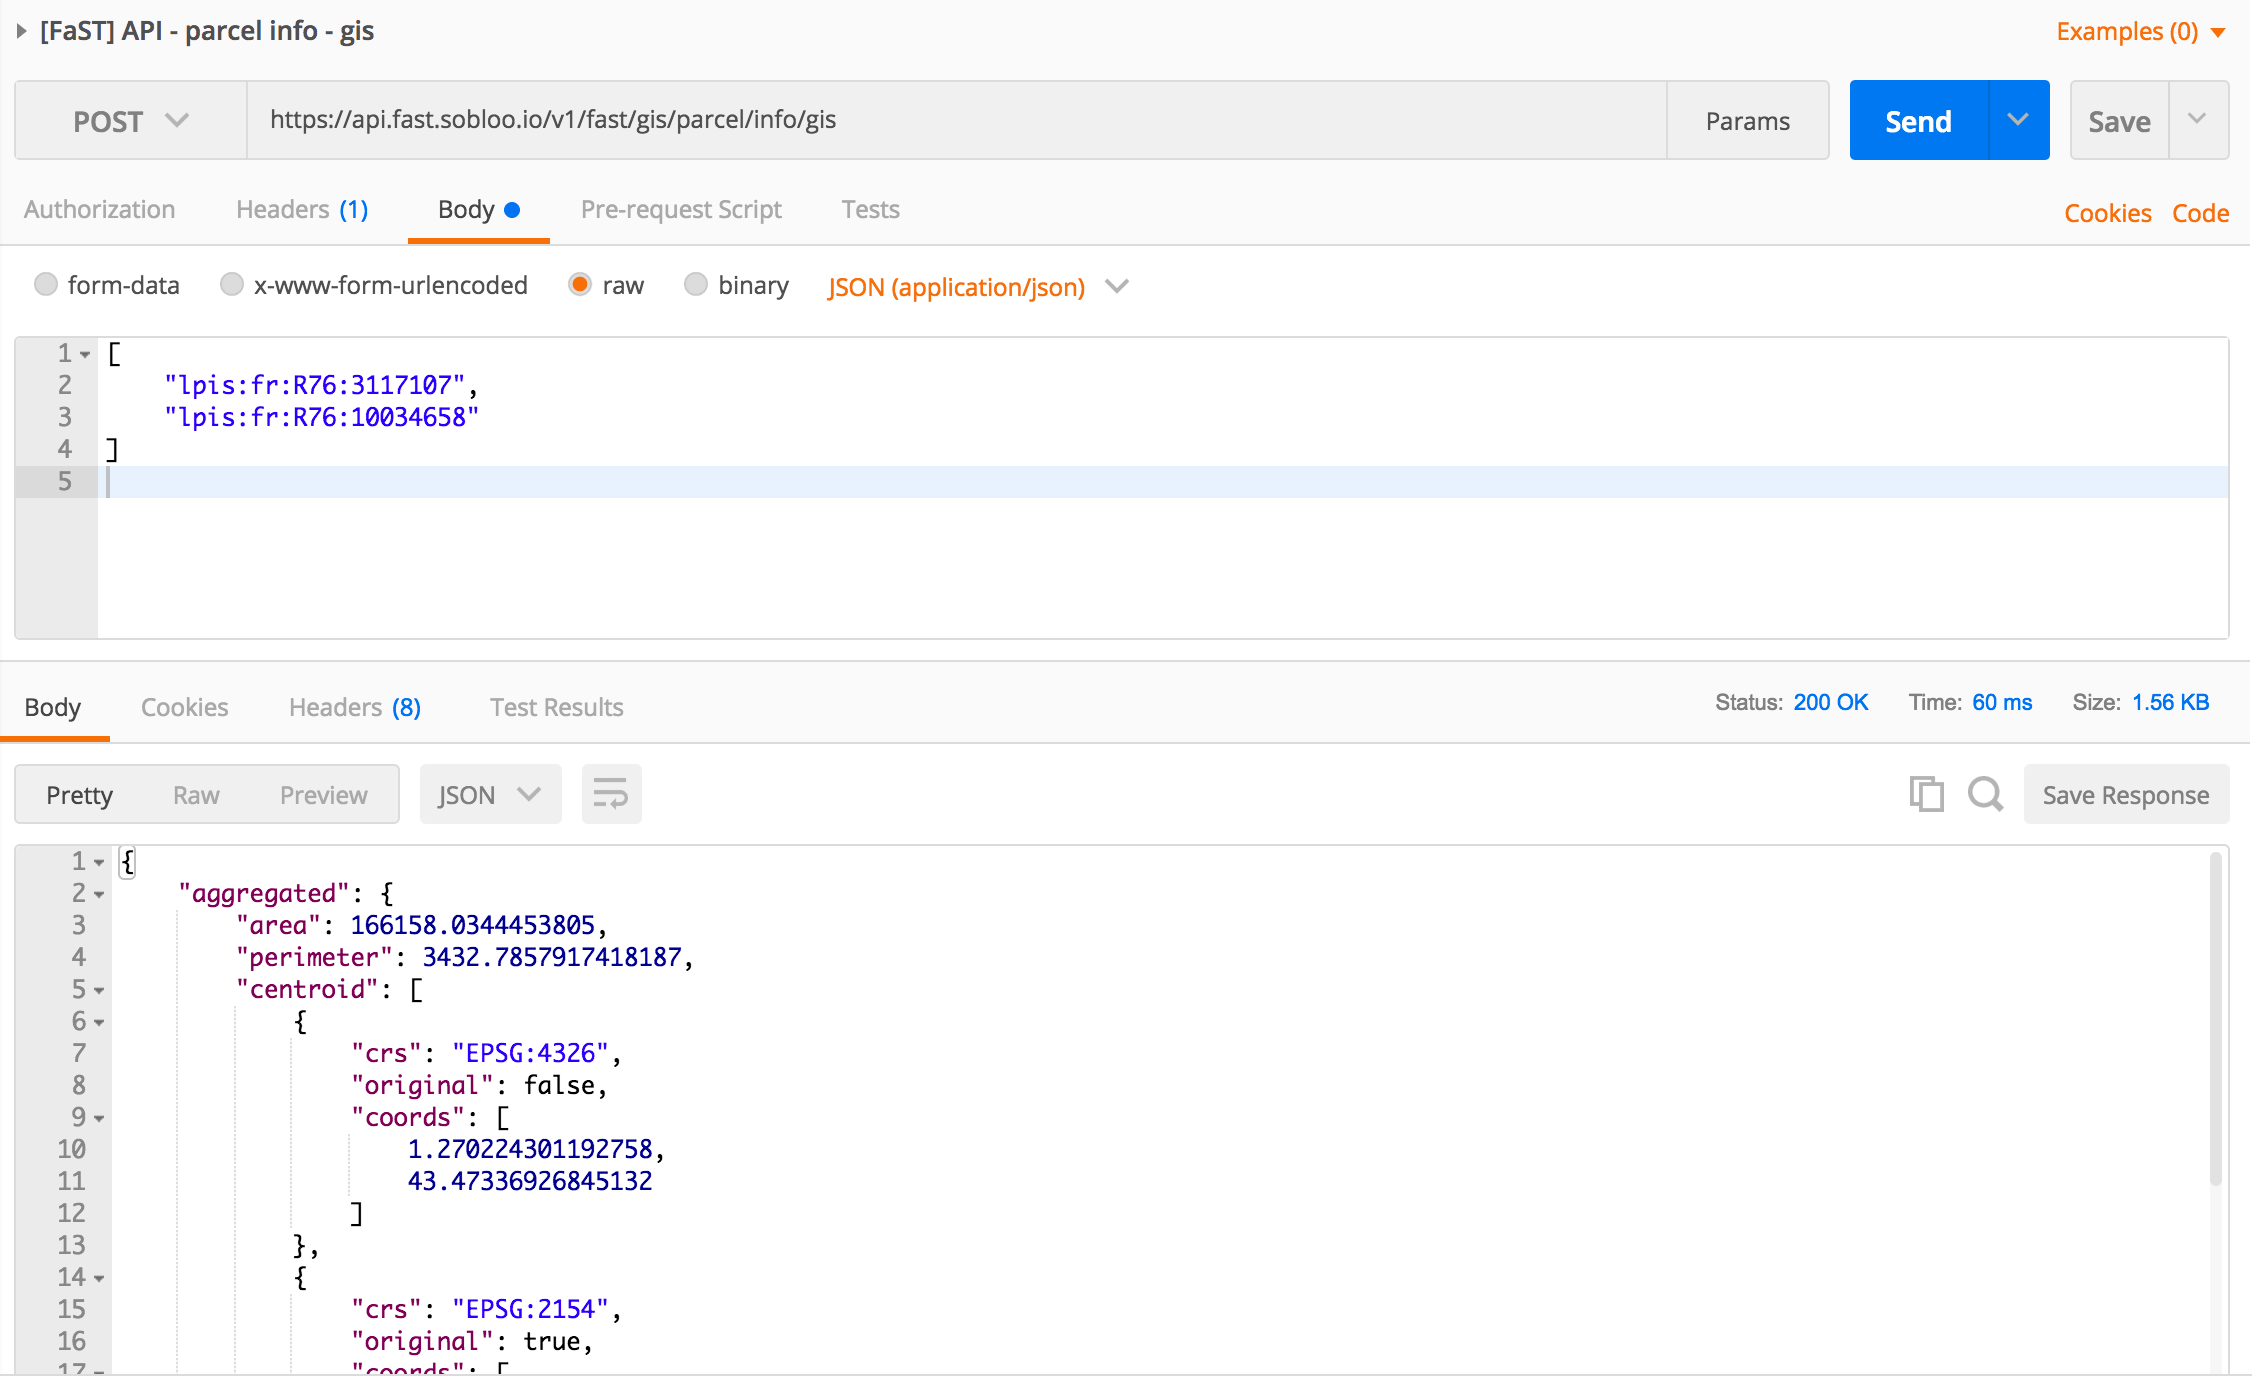 [FaST] API - parcel info - gis
Examples (0)
POST
https://api.fast.sobloo.io/v1/fast/gis/parcel/info/gis
Params
Send
Save
Authorization
Headers (1)
Body
Pre-request Script
Tests
Cookies
Code
form-data
x-www-form-urlencoded
raw
binary
JSON (application/json)
1 [
2 "lpis:fr:R76:3117107",
3 "lpis:fr:R76:10034658"
4 ]
5
Body
Cookies
Headers (8)
Test Results
Status: 200 OK
Time: 60 ms
Size: 1.56 KB
Pretty
Raw
Preview
JSON
Save Response
1 {
2 "aggregated": {
3 "area": 166158.0344453805,
4 "perimeter": 3432.7857917418187,
5 "centroid": [
6 {
7 "crs": "EPSG:4326",
8 "original": false,
9 "coords": [
10 1.270224301192758,
11 43.47336926845132
12 ]
13 },
14 {
15 "crs": "EPSG:2154",
16 "original": true,
17 "coords": [